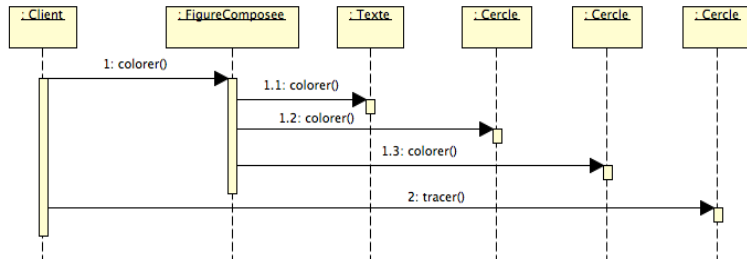 : Client
: FigureComposee
: Texte
: Cercle
: Cercle
: Cercle
1: colorer()
1.1: colorer()
1.2: colorer()
1.3: colorer()
2: tracer()